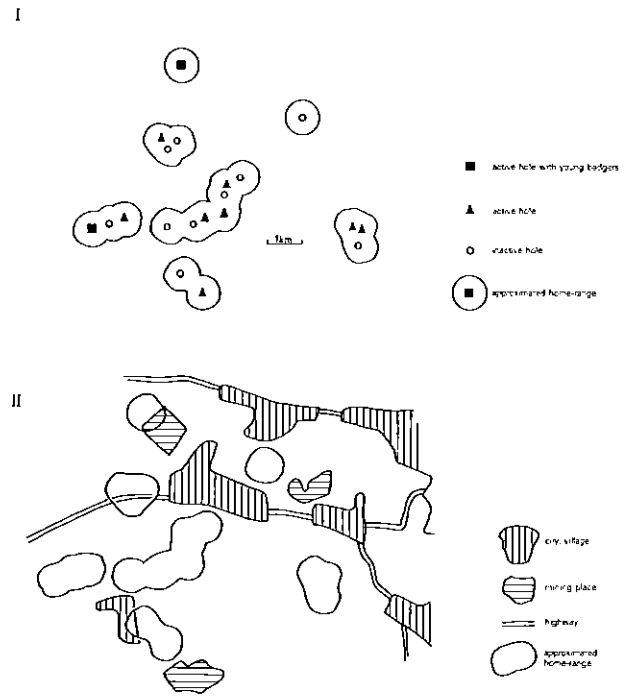 I
active hole with young badgers
active hole
1km
inactive hole
approximated home-range
II
city, village
mining place
highway
approximated
home-range